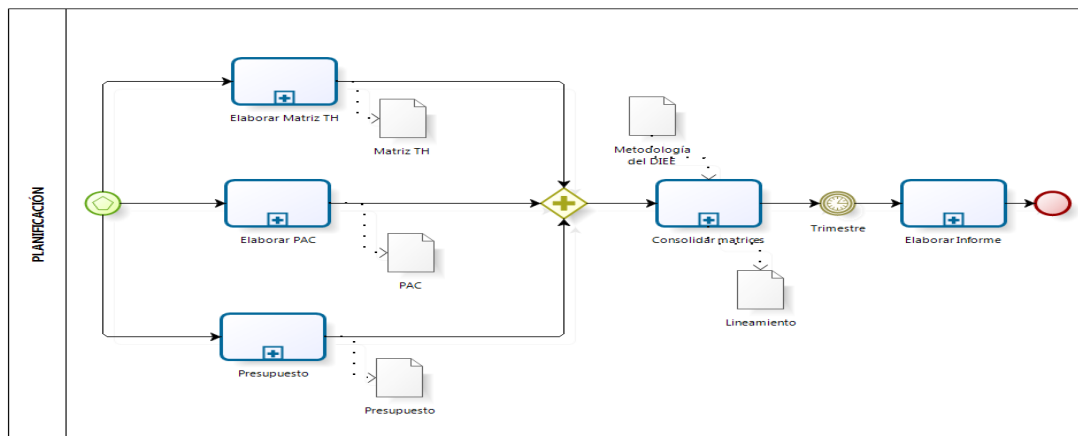 PLANIFICACIÓN
Elaborar Matriz TH
Matriz TH
Elaborar PAC
PAC
Presupuesto
Presupuesto
Metodología
del DIEE
Consolidar matrices
Lineamiento
Trimestre
Elaborar Informe